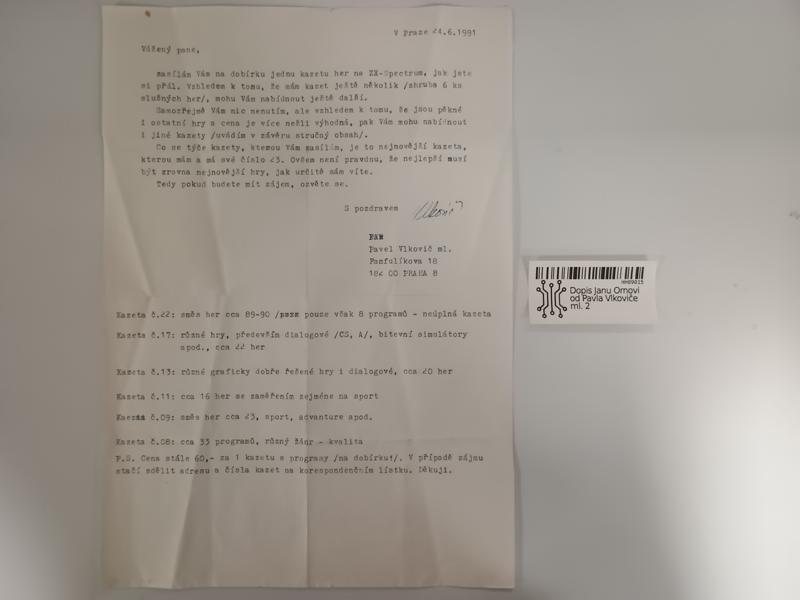 V Praze 24.6.1991
Vážený pane,
zasílám Vám na dobírku jednu kazetu her na ZX-Spectrum, jak jste
si přál. Vzhledem k tomu, že mám kazet ještě několik /zhruba 6 ks
slušných her/, mohu Vám nabídnout ještě další.
Samozřejmě Vám nic nenutím, ale vzhledem k tomu, že jsou pěkné
i ostatní hry a cena je více nežli výhodná, pak Vám mohu nabídnout
i jiné kazety /uvádím v závěru stručný obsah/.
Co se týče kazety, kterou Vám zasílám, je to nejnovější kazeta,
kterou mám a má své číslo 23. Ovšem není pravdou, že nejlepší musí
být zrovna nejnovější hry, jak určitě sám víte.
Tedy pokud budete mít zájem, ozvěte se.
S pozdravem
Pavel Vlkovič ml.
Famfulíkova 18
182 00 PRAHA 8
Kazeta č.22: směs her cca 89-90 / pouze však 8 programů - neúplná kazeta
Kazeta č.17: různé hry, především dialogové /CS, A/, bitevní simulátory
apod., cca 22 her
Kazeta č.13: různé graficky dobře řešené hry i dialogové, cca 20 her
Kazeta č.11: cca 16 her se zaměřením zejména na sport
č.09: směs her cca 23, sport, advanture apod.
Kazeta č.08: cca 33 programů, různý žánr - kvalita
P.S. Cena stále 60,- za 1 kazetu s programy /na dobírku/. V případě zájmu
stačí sdělit adresu a čísla kazet na korespondenčním lístku. Děkuji.
HH09015
Dopis Janu Ornovi
od Pavla Vlkoviče
ml. 2